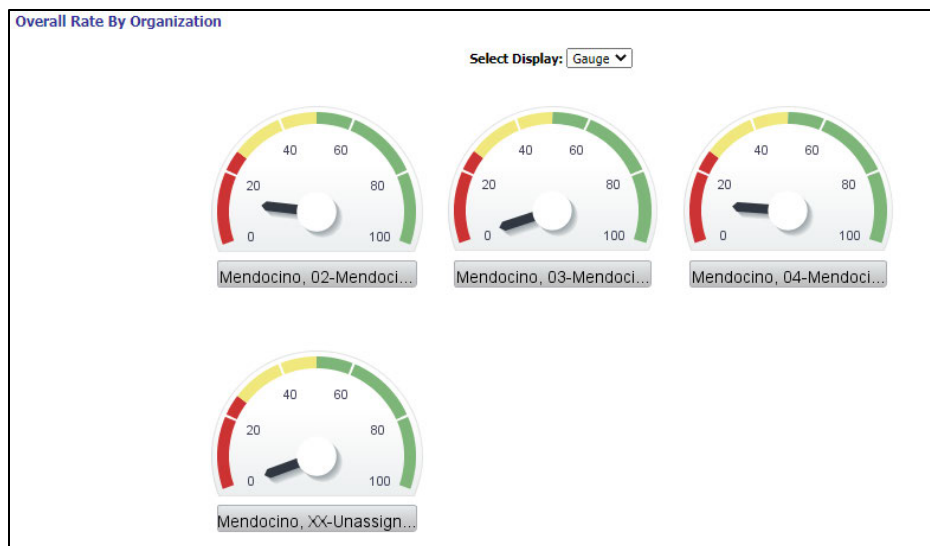 Overall Rate By Organization
Select Display: Gauge
40 60
20 80
0 100
Mendocino, 02-Mendoci...
40 60
20 80
0 100
Mendocino, 03-Mendoci...
40 60
20 80
0 100
Mendocino, 04-Mendoci...
40 60
20 80
0 100
Mendocino, XX-Unassign...